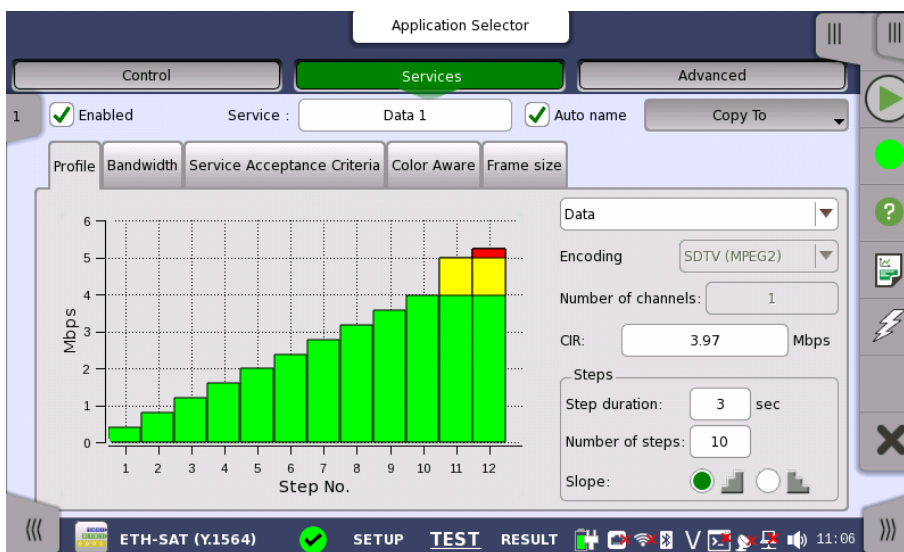 Application Selector
Control
Services
Advanced
1
Enabled
Service :
Data 1
Auto name
Copy To
Profile
Bandwidth
Service Acceptance Criteria
Color Aware
Frame size
6
5
4
3
2
1
0
Mbps
1 2 3 4 5 6 7 8 9 10 11 12
Step No.
Data
Encoding
SDTV (MPEG2)
Number of channels:
1
CIR:
3.97
Mbps
Steps
Step duration:
3
sec
Number of steps:
10
Slope:
?
ETH-SAT (Y.1564)
SETUP
TEST
RESULT
V
11:06